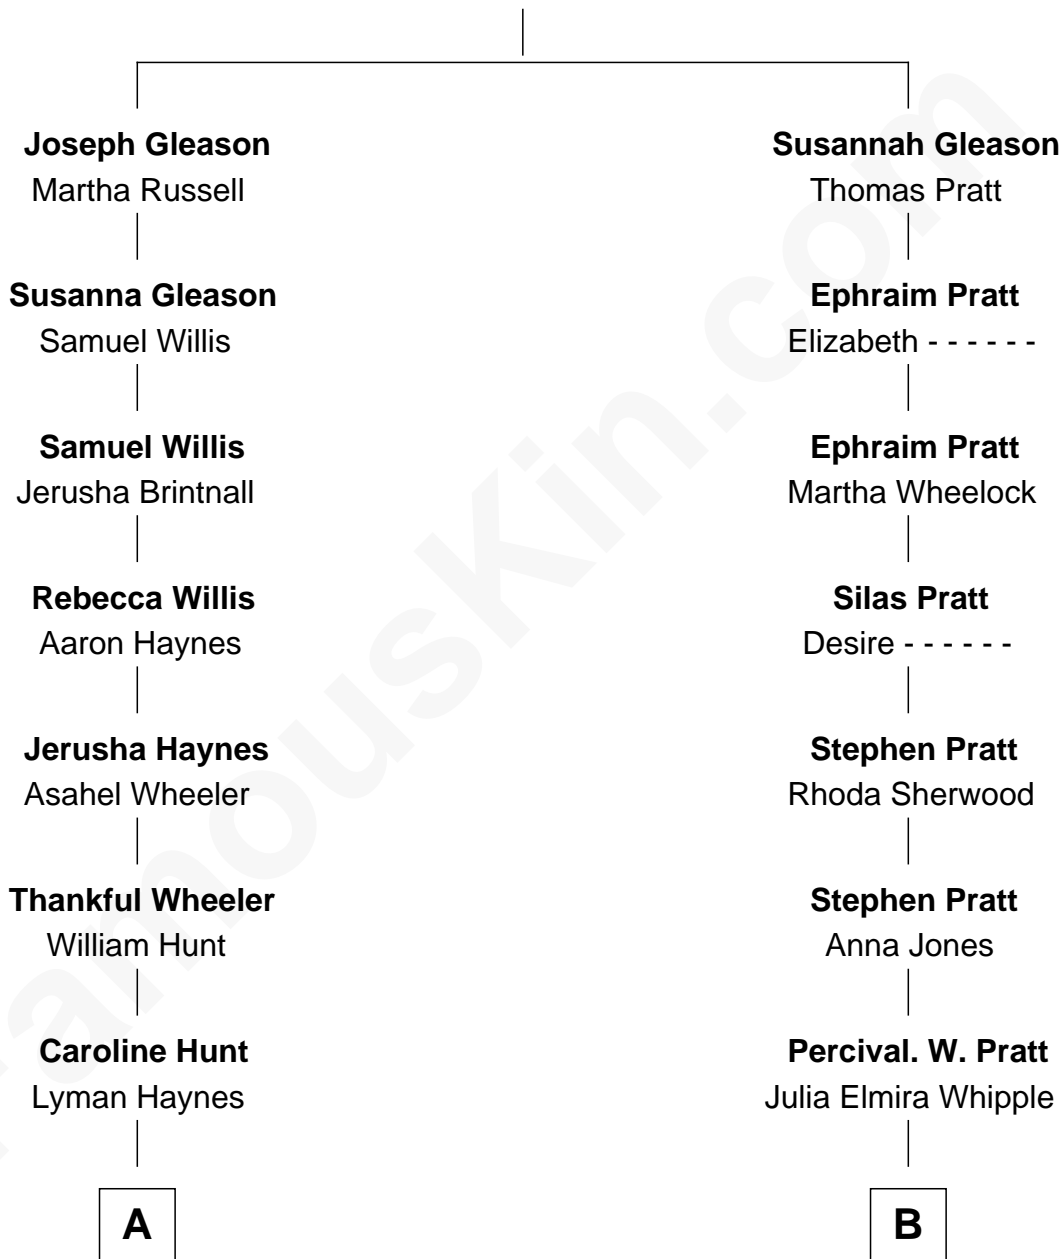 Joseph Gleason
Martha Russell
Susanna Gleason
Samuel Willis
Samuel Willis
Jerusha Brintnall
Rebecca Willis
Aaron Haynes
Jerusha Haynes
Asahel Wheeler
Thankful Wheeler
William Hunt
Caroline Hunt
Lyman Haynes
A
Susannah Gleason
Thomas Pratt
Ephraim Pratt
Elizabeth - - - - - -
Ephraim Pratt
Martha Wheelock
Silas Pratt
Desire - - - - - -
Stephen Pratt
Rhoda Sherwood
Stephen Pratt
Anna Jones
Percival. W. Pratt
Julia Elmira Whipple
B
FamousKin.com